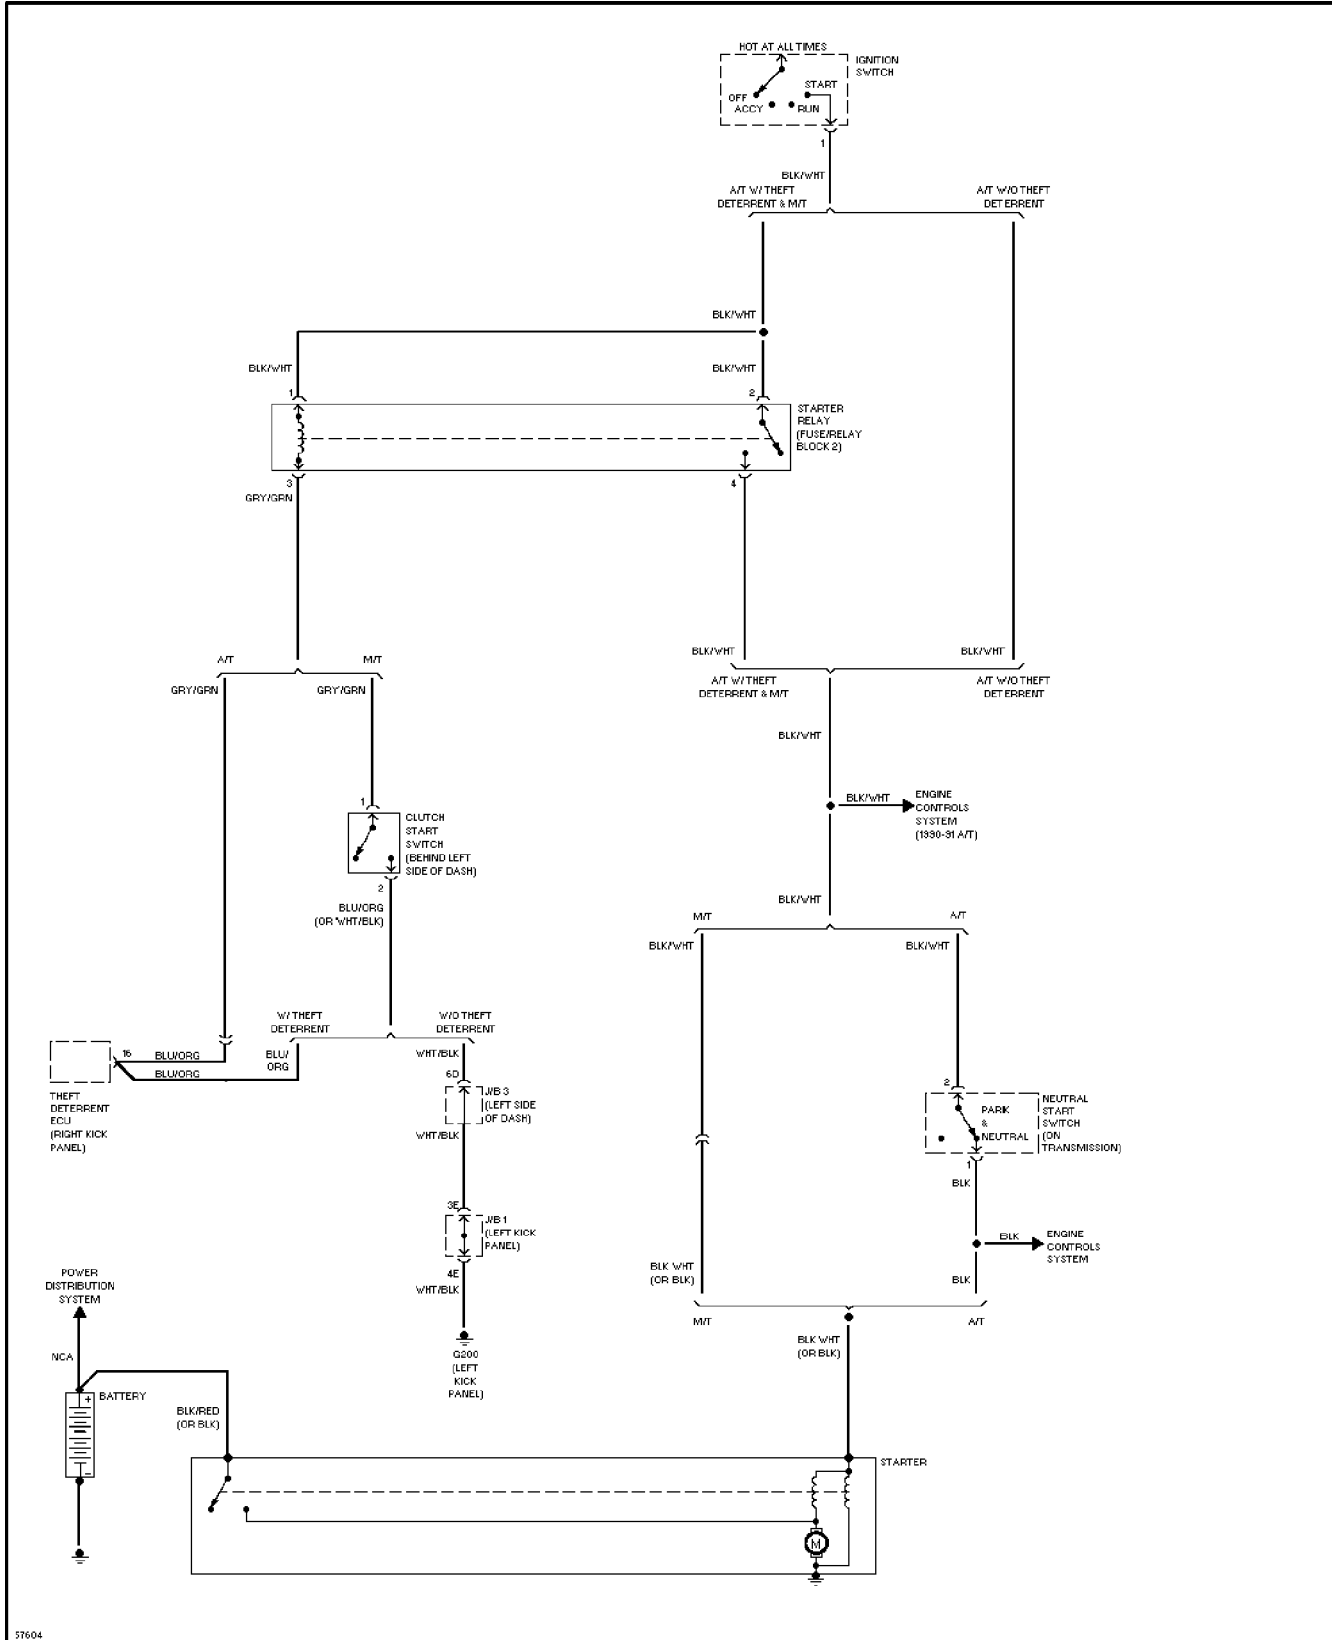 HOT AT ALL TIMES
IGNITION
SWITCH
START
OFF
ACCY
RUN
1
BLK/WHT
A/T W/ THEFT
DETERRENT & M/T
A/T W/O THEFT
DETERRENT
BLK/WHT
BLK/WHT
BLK/WHT
1
2
STARTER
RELAY
(FUSE/RELAY
BLOCK 2)
3
4
GRY/GRN
A/T
M/T
BLK/WHT
BLK/WHT
GRY/GRN
GRY/GRN
A/T W/ THEFT
DETERRENT & M/T
A/T W/O THEFT
DETERRENT
BLK/WHT
BLK/WHT
ENGINE
CONTROLS
SYSTEM
(1990-91 A/T)
1
CLUTCH
START
SWITCH
(BEHIND LEFT
SIDE OF DASH)
2
BLU/ORG
(OR WHT/BLK)
BLK/WHT
M/T
A/T
BLK/WHT
BLK/WHT
W/ THEFT
DETERRENT
W/O THEFT
DETERRENT
16
BLU/ORG
BLU/ORG
BLU/
ORG
WHT/BLK
THEFT
DETERRENT
ECU
(RIGHT KICK
PANEL)
6D
J/B 3
(LEFT SIDE
OF DASH)
WHT/BLK
2
PARK
&
NEUTRAL
NEUTRAL
START
SWITCH
(ON
TRANSMISSION)
1
BLK
3E
J/B 1
(LEFT KICK
PANEL)
4E
WHT/BLK
BLK
ENGINE
CONTROLS
SYSTEM
BLK WHT
(OR BLK)
BLK
M/T
A/T
POWER
DISTRIBUTION
SYSTEM
G200
(LEFT
KICK
PANEL)
BLK WHT
(OR BLK)
NCA
+
BATTERY
-
BLK/RED
(OR BLK)
STARTER
M
57604